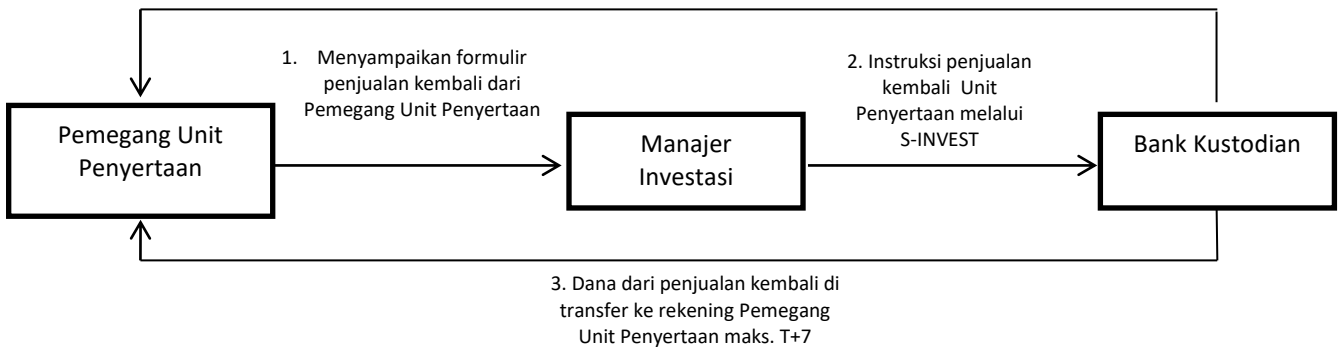 1. Menyampaikan formulir
penjualan kembali dari
Pemegang Unit Penyertaan
2. Instruksi penjualan
kembali Unit
Penyertaan melalui
S-INVEST
Pemegang Unit
Penyertaan
Manajer
Investasi
Bank Kustodian
3. Dana dari penjualan kembali di
transfer ke rekening Pemegang
Unit Penyertaan maks. T+7